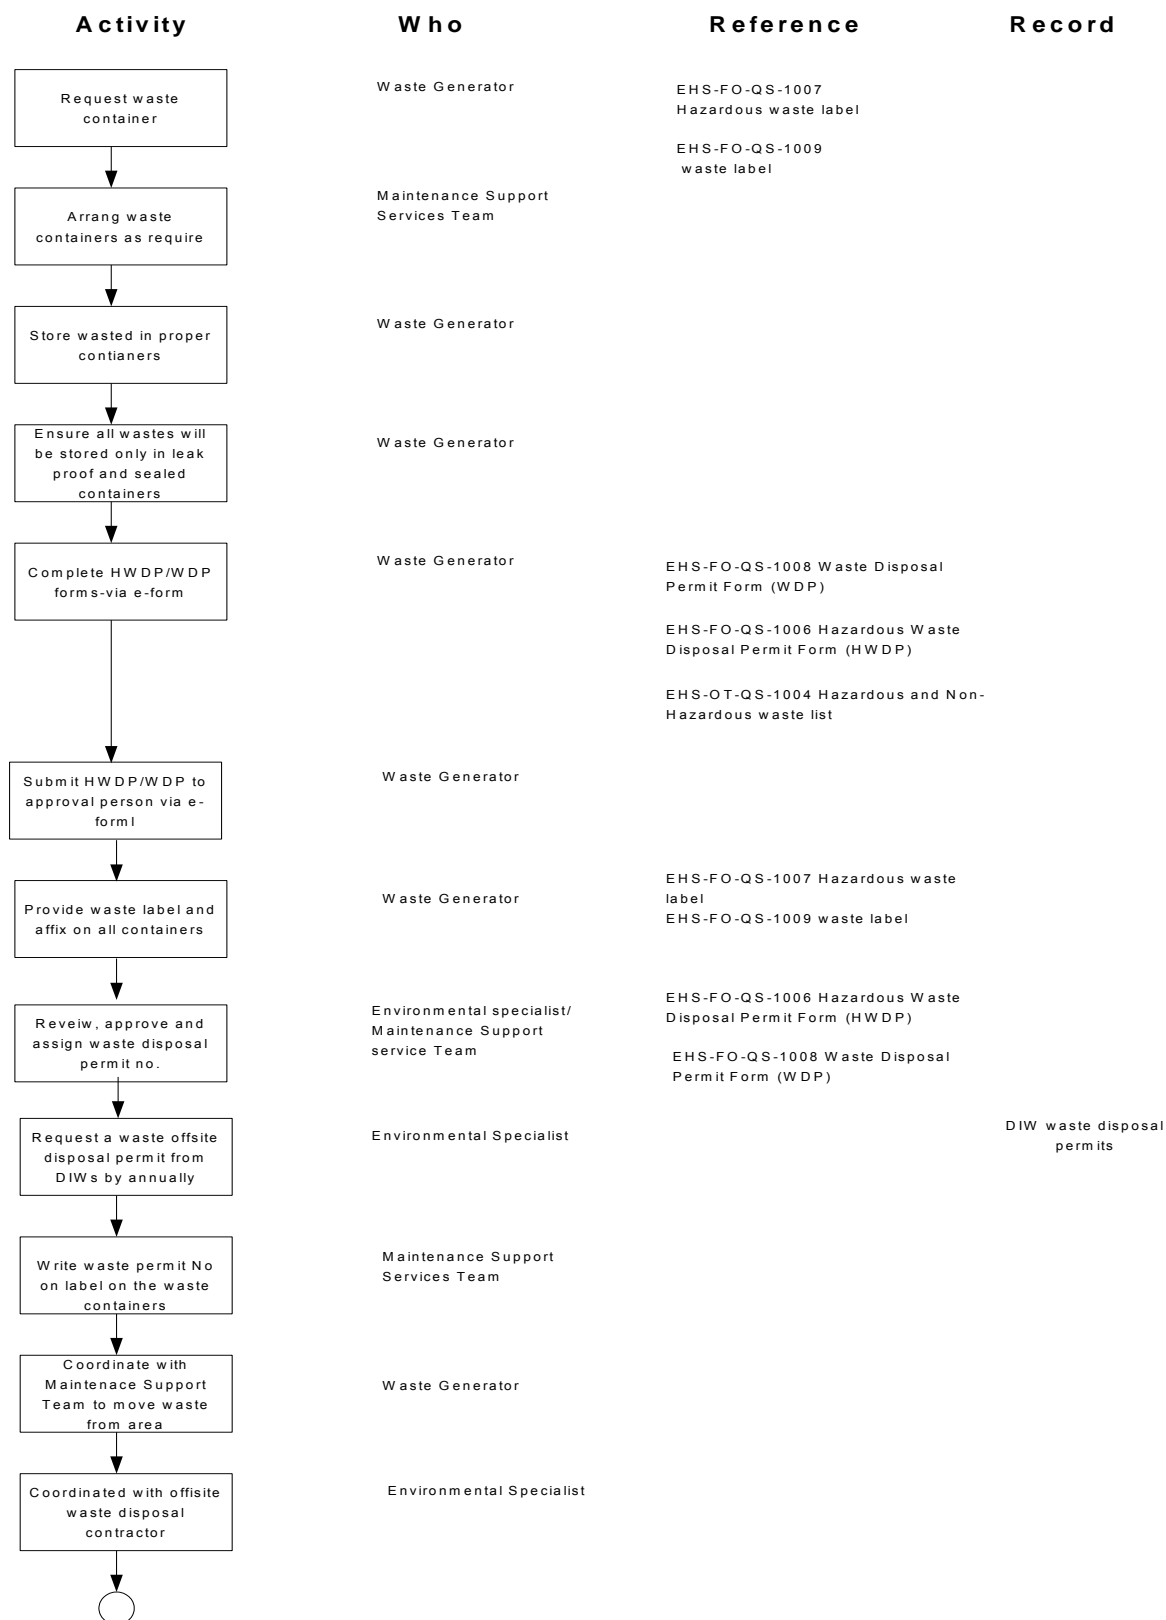 Activity Who Reference Record
Request waste
container
Waste Generator
EHS-FO-QS-1007
Hazardous waste label
EHS-FO-QS-1009
waste label
Arrang waste
containers as require
Maintenance Support
Services Team
Store wasted in proper
contianers
Waste Generator
Ensure all wastes will
be stored only in leak
proof and sealed
containers
Waste Generator
Complete HWDP/WDP
forms-via e-form
Waste Generator
EHS-FO-QS-1008 Waste Disposal
Permit Form (WDP)
EHS-FO-QS-1006 Hazardous Waste
Disposal Permit Form (HWDP)
EHS-OT-QS-1004 Hazardous and Non-
Hazardous waste list
Submit HWDP/WDP to
approval person via e-
forml
Waste Generator
Provide waste label and
affix on all containers
Waste Generator
EHS-FO-QS-1007 Hazardous waste
label
EHS-FO-QS-1009 waste label
Reveiw, approve and
assign waste disposal
permit no.
Environmental specialist/
Maintenance Support
service Team
EHS-FO-QS-1006 Hazardous Waste
Disposal Permit Form (HWDP)
EHS-FO-QS-1008 Waste Disposal
Permit Form (WDP)
Request a waste offsite
disposal permit from
DIWs by annually
Environmental Specialist
DIW waste disposal
permits
Write waste permit No
on label on the waste
containers
Maintenance Support
Services Team
Coordinate with
Maintenace Support
Team to move waste
from area
Waste Generator
Coordinated with offisite
waste disposal
contractor
Environmental Specialist